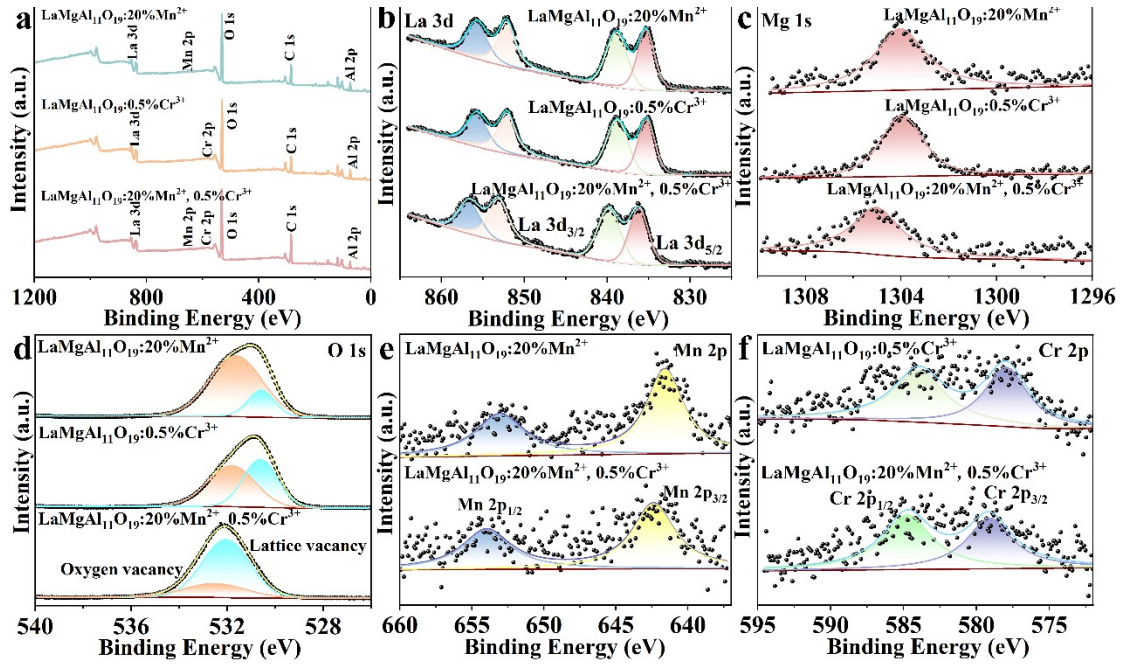 a
LaMgAl₁₁O₁₉:20%Mn²⁺
La 3d
Mn 2p
O 1s
C 1s
Al 2p
LaMgAl₁₁O₁₉:0.5%Cr³⁺
La 3d
Cr 2p
O 1s
C 1s
Al 2p
LaMgAl₁₁O₁₉:20%Mn²⁺, 0.5%Cr³⁺
La 3d
Mn 2p
Cr 2p
O 1s
C 1s
Al 2p
Intensity (a.u.)
1200 800 400 0
Binding Energy (eV)
b
La 3d
LaMgAl₁₁O₁₉:20%Mn²⁺
LaMgAl₁₁O₁₉:0.5%Cr³⁺
LaMgAl₁₁O₁₉:20%Mn²⁺, 0.5%Cr³⁺
La 3d₃/₂
La 3d₅/₂
Intensity (a.u.)
860 850 840 830
Binding Energy (eV)
c
Mg 1s
LaMgAl₁₁O₁₉:20%Mn²⁺
LaMgAl₁₁O₁₉:0.5%Cr³⁺
LaMgAl₁₁O₁₉:20%Mn²⁺, 0.5%Cr³⁺
Intensity (a.u.)
1308 1304 1300 1296
Binding Energy (eV)
d
O 1s
LaMgAl₁₁O₁₉:20%Mn²⁺
LaMgAl₁₁O₁₉:0.5%Cr³⁺
LaMgAl₁₁O₁₉:20%Mn²⁺ 0.5%Cr³⁺
Lattice vacancy
Oxygen vacancy
Intensity (a.u.)
540 536 532 528
Binding Energy (eV)
e
LaMgAl₁₁O₁₉:20%Mn²⁺
Mn 2p
LaMgAl₁₁O₁₉:20%Mn²⁺, 0.5%Cr³⁺
Mn 2p₁/₂
Mn 2p₃/₂
Intensity (a.u.)
660 655 650 645 640
Binding Energy (eV)
f
LaMgAl₁₁O₁₉:0.5%Cr³⁺
Cr 2p
LaMgAl₁₁O₁₉:20%Mn²⁺, 0.5%Cr³⁺
Cr 2p₁/₂
Cr 2p₃/₂
Intensity (a.u.)
595 590 585 580 575
Binding Energy (eV)